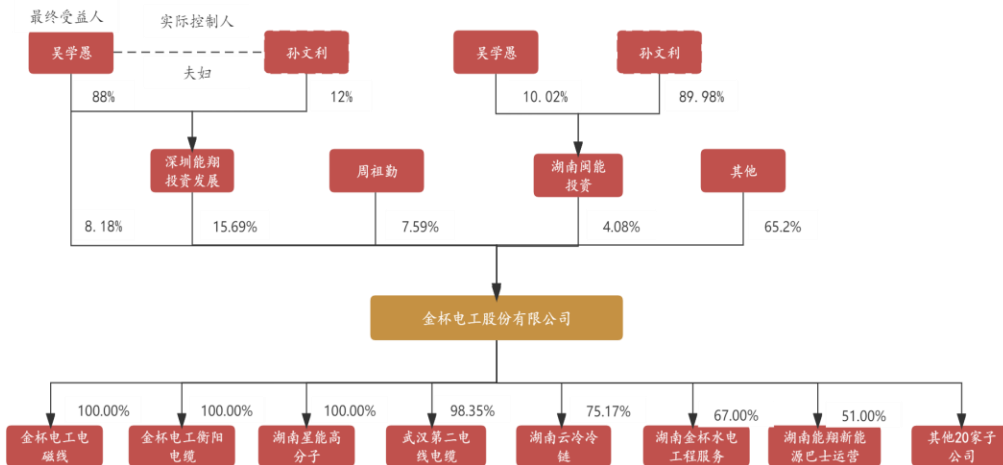 最终受益人
实际控制人
吴学愚
孙文利
吴学愚
孙文利
夫妇
88%
12%
10.02%
89.98%
深圳能翔
投资发展
周祖勤
湖南闽能
投资
其他
8.18%
15.69%
7.59%
4.08%
65.2%
金杯电工股份有限公司
100.00%
100.00%
100.00%
98.35%
75.17%
67.00%
51.00%
金杯电工电
磁线
金杯电工衡阳
电缆
湖南星能高
分子
武汉第二电
线电缆
湖南云冷冷
链
湖南金杯水电
工程服务
湖南能翔新能
源巴士运营
其他20家子
公司